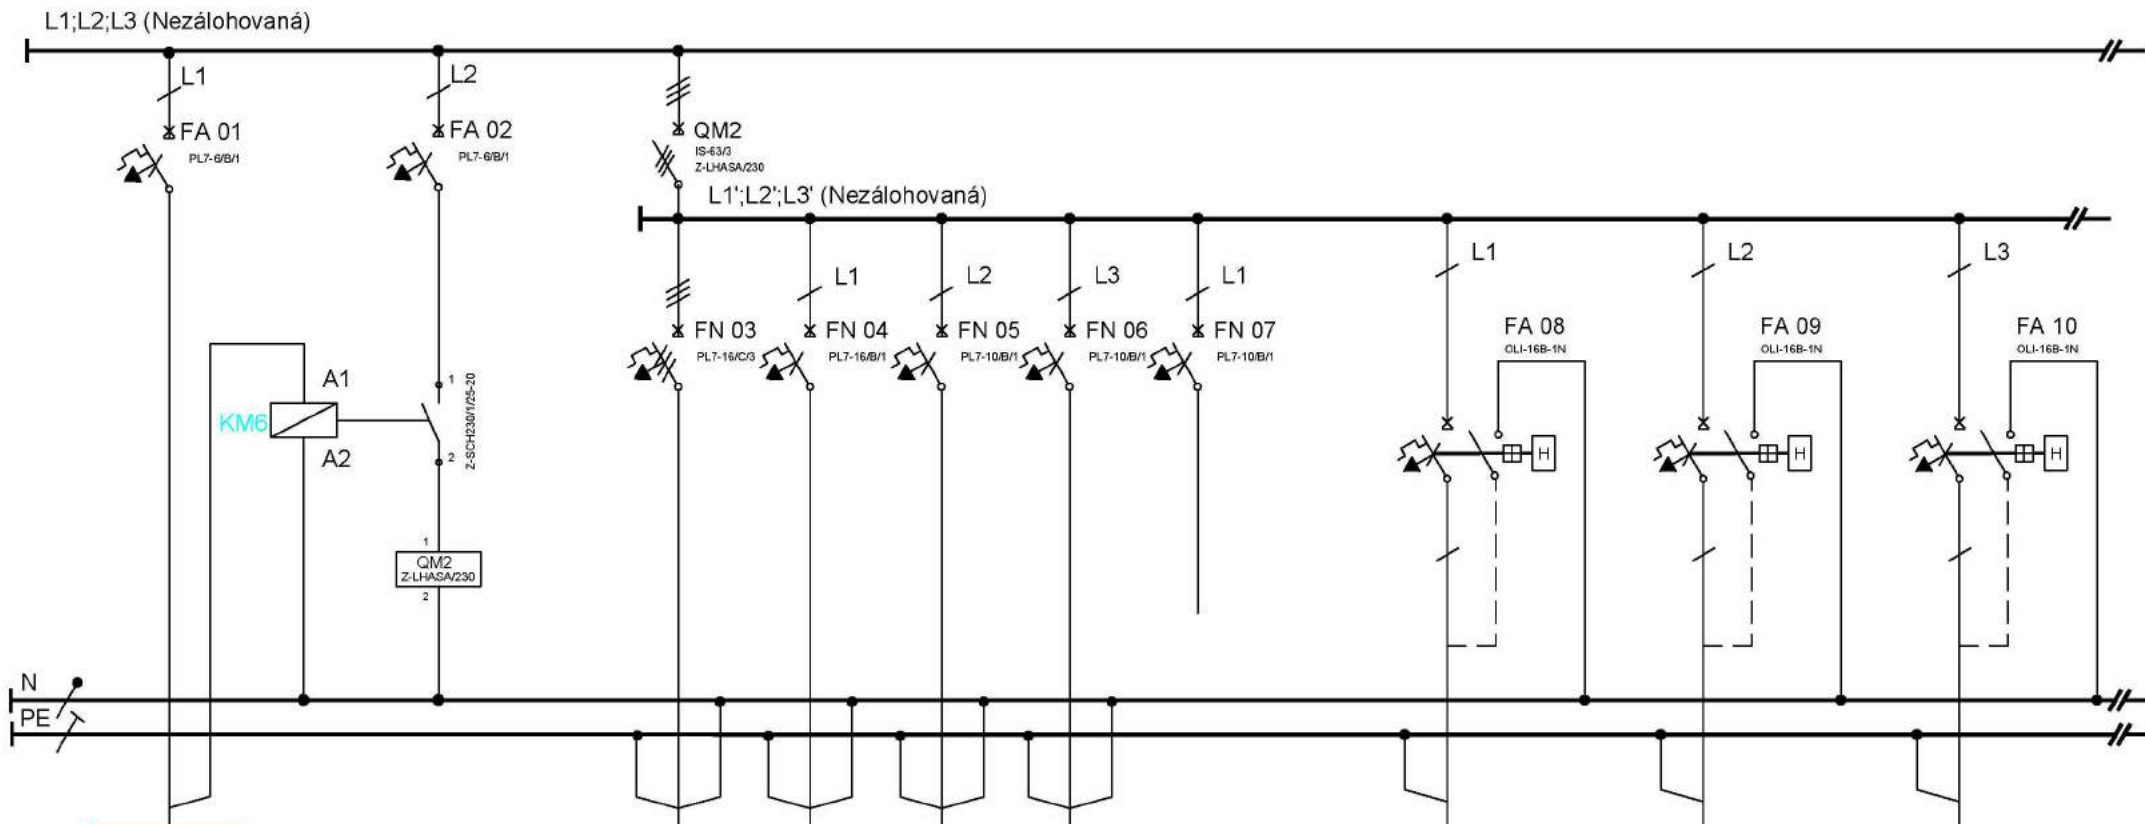 L1;L2;L3 (Nezálohovaná)
L1
L2
FA 01
PL7-6/B/1
FA 02
PL7-6/B/1
QM2
IS-63/3
Z-LHASA/230
L1';L2';L3' (Nezálohovaná)
L1
L2
L3
L1
L1
L2
L3
FN 03
PL7-16/C/3
FN 04
PL7-16/B/1
FN 05
PL7-10/B/1
FN 06
PL7-10/B/1
FN 07
PL7-10/B/1
FA 08
OLI-16B-1N
FA 09
OLI-16B-1N
FA 10
OLI-16B-1N
A1
KM6
A2
1
2
Z-SCH230/1/25-20
H
H
H
1
QM2
Z-LHASA/230
2
N
PE